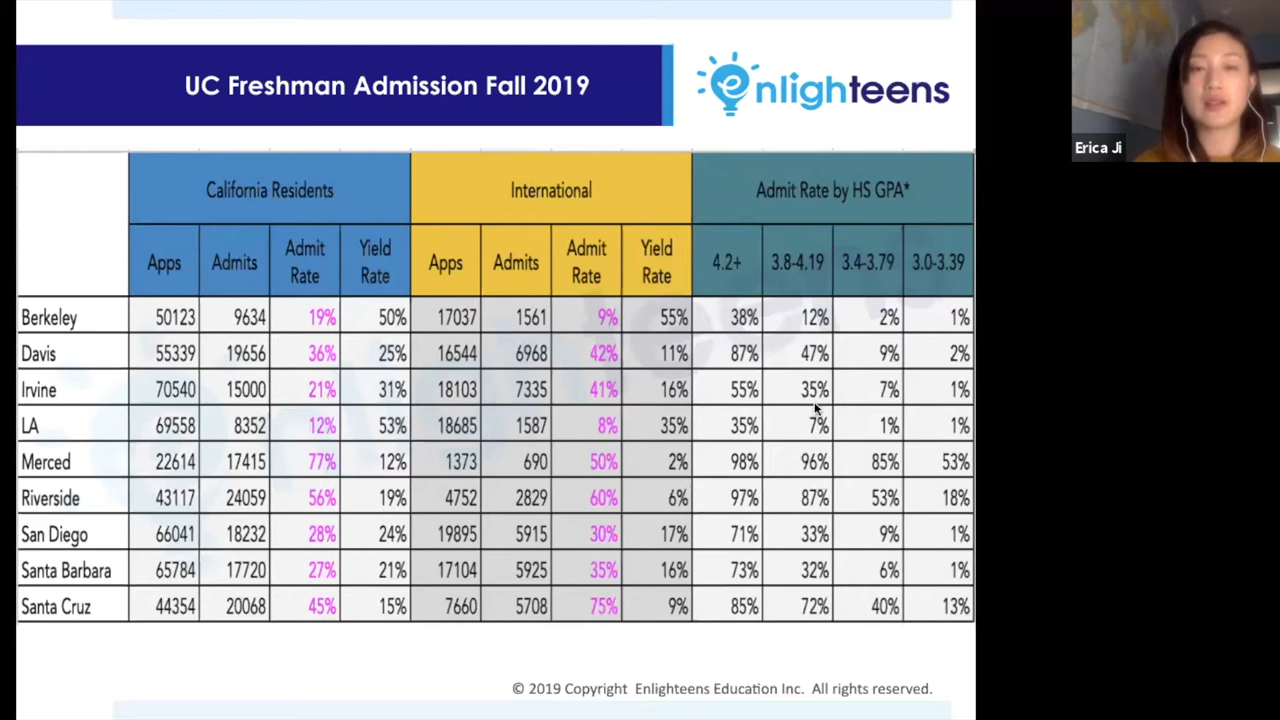 UC Freshman Admission Fall 2019
enlighteens
Erica Ji
California Residents International Admit Rate by HS GPA*
Apps Admits Admit Rate Yield Rate Apps Admits Admit Rate Yield Rate 4.2+ 3.8-4.19 3.4-3.79 3.0-3.39
Berkeley 50123 9634 19% 50% 17037 1561 9% 55% 38% 12% 2% 1%
Davis 55339 19656 36% 25% 16544 6968 42% 11% 87% 47% 9% 2%
Irvine 70540 15000 21% 31% 18103 7335 41% 16% 55% 35% 7% 1%
LA 69558 8352 12% 53% 18685 1587 8% 35% 35% 7% 1% 1%
Merced 22614 17415 77% 12% 1373 690 50% 2% 98% 96% 85% 53%
Riverside 43117 24059 56% 19% 4752 2829 60% 6% 97% 87% 53% 18%
San Diego 66041 18232 28% 24% 19895 5915 30% 17% 71% 33% 9% 1%
Santa Barbara 65784 17720 27% 21% 17104 5925 35% 16% 73% 32% 6% 1%
Santa Cruz 44354 20068 45% 15% 7660 5708 75% 9% 85% 72% 40% 13%
© 2019 Copyright Enlighteens Education Inc. All rights reserved.